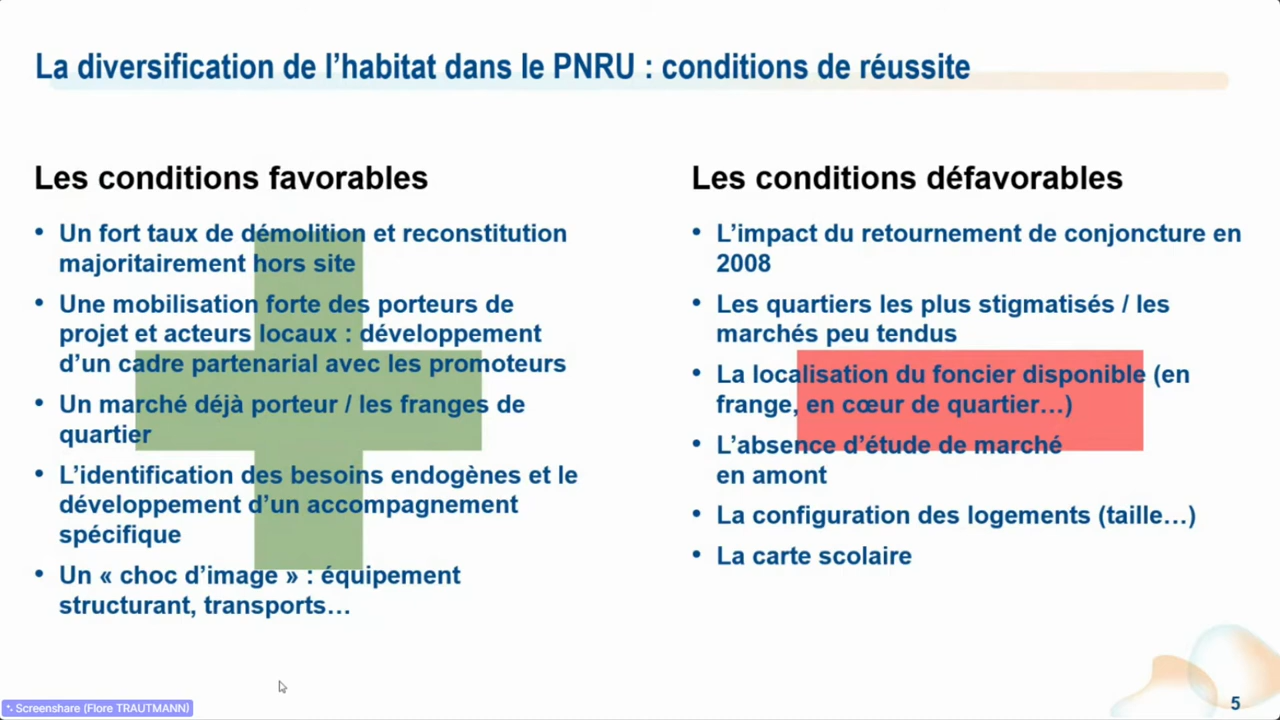 La diversification de l’habitat dans le PNRU : conditions de réussite
Les conditions favorables
• Un fort taux de démolition et reconstitution
majoritairement hors site
• Une mobilisation forte des porteurs de
projet et acteurs locaux : développement
d’un cadre partenarial avec les promoteurs
• Un marché déjà porteur / les franges de
quartier
• L’identification des besoins endogènes et le
développement d’un accompagnement
spécifique
• Un « choc d’image » : équipement
structurant, transports…
Les conditions défavorables
• L’impact du retournement de conjoncture en
2008
• Les quartiers les plus stigmatisés / les
marchés peu tendus
• La localisation du foncier disponible (en
frange, en cœur de quartier…)
• L’absence d’étude de marché
en amont
• La configuration des logements (taille…)
• La carte scolaire
Screenshare (Flore TRAUTMANN)
5